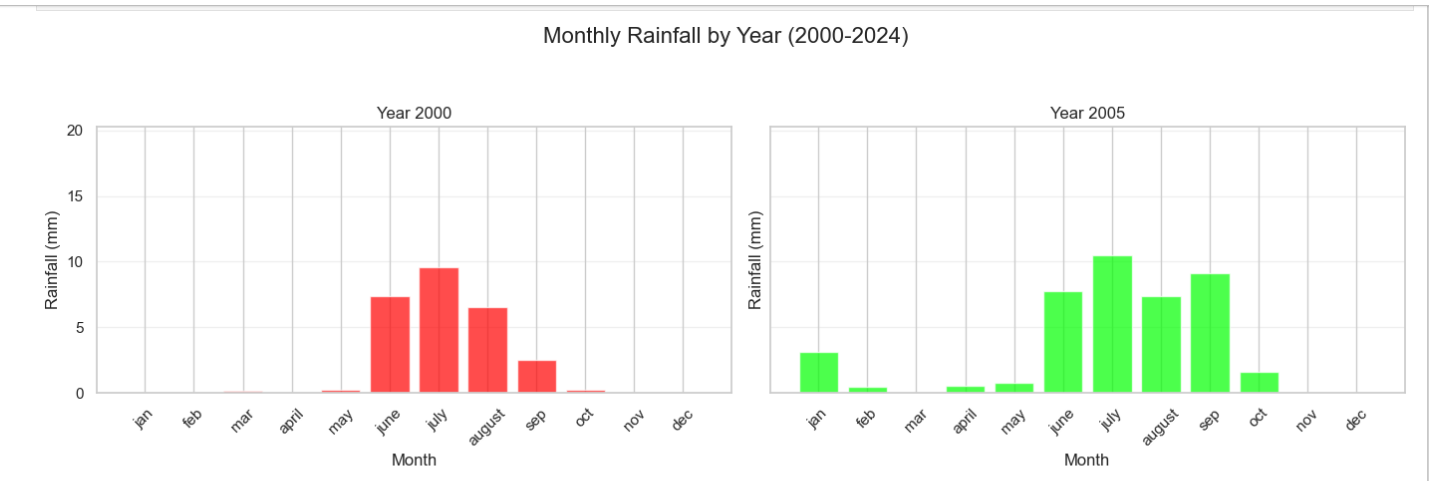 Monthly Rainfall by Year (2000-2024)
Year 2000
20
15
10
5
0
Rainfall (mm)
jan
feb
mar
april
may
june
july
august
sep
oct
nov
dec
Month
Year 2005
Rainfall (mm)
jan
feb
mar
april
may
june
july
august
sep
oct
nov
dec
Month